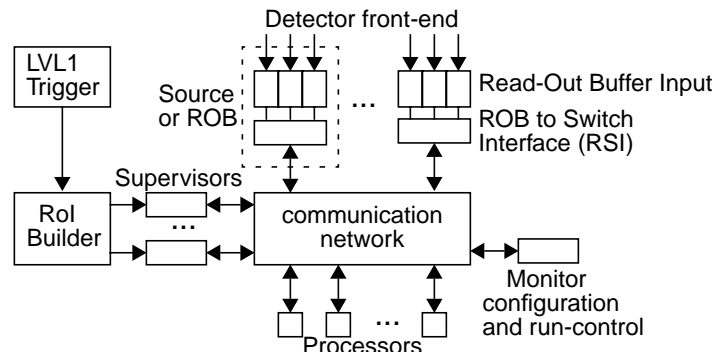 Detector front-end
LVL1
Trigger
Source
or ROB
...
Read-Out Buffer Input
ROB to Switch
Interface (RSI)
Supervisors
...
RoI
Builder
communication
network
Monitor
configuration
and run-control
...
Processors